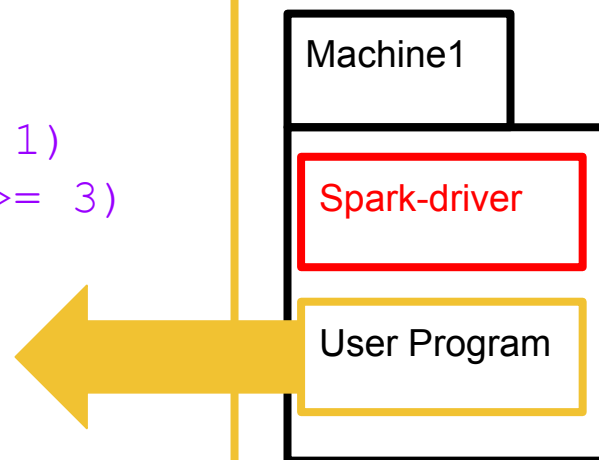 1)
>= 3)
Machine1
Spark-driver
User Program